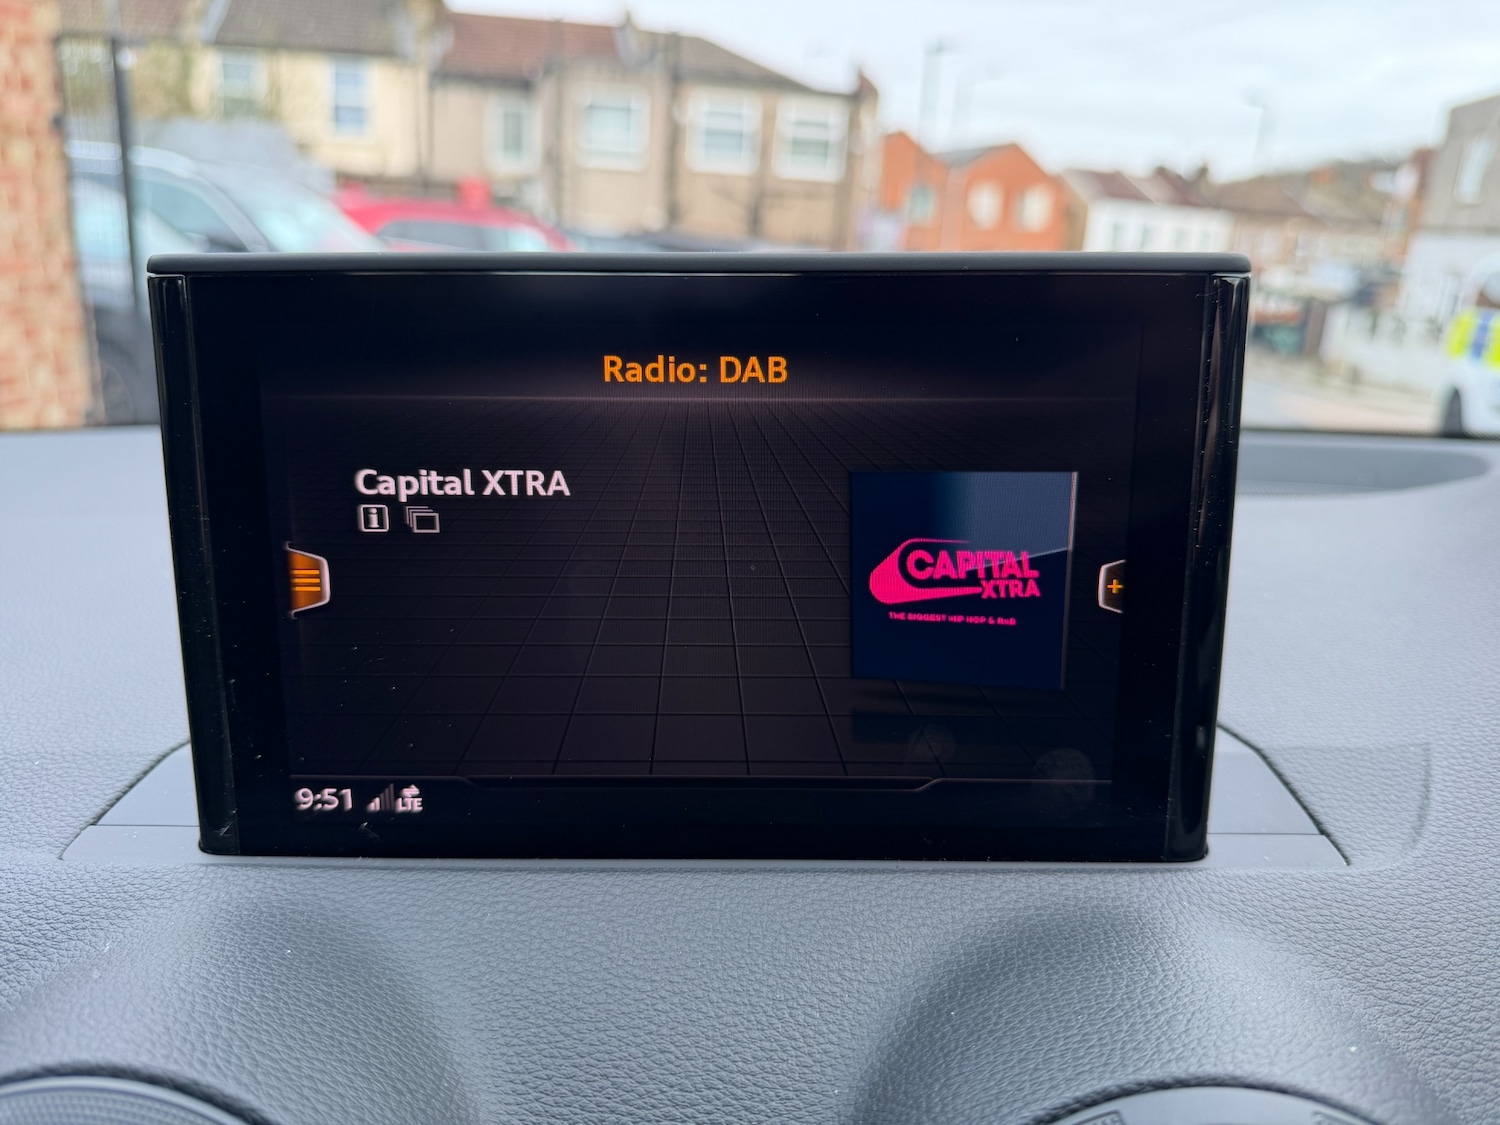 Radio: DAB
Capital XTRA
CAPITAL
XTRA
THE BIGGEST HIP HOP & RnB
9:51 LTE